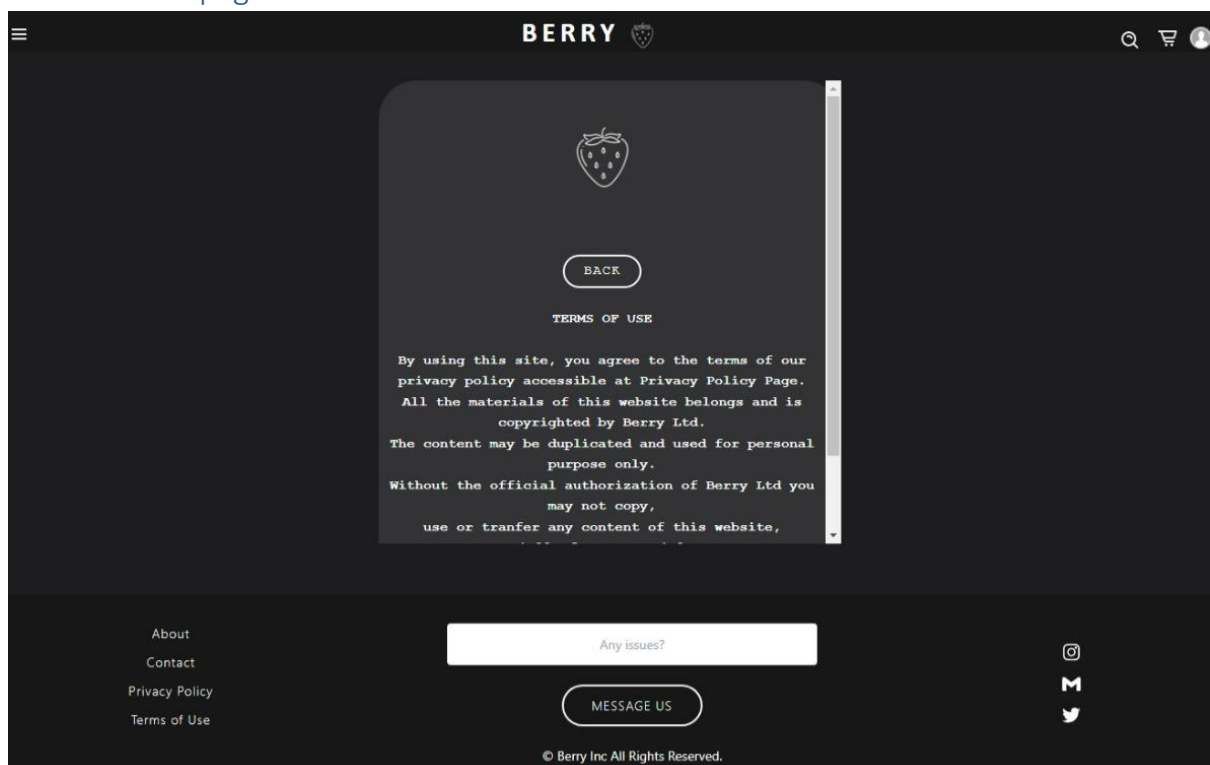 BERRY
BACK
TERMS OF USE
By using this site, you agree to the terms of our
privacy policy accessible at Privacy Policy Page.
All the materials of this website belongs and is
copyrighted by Berry Ltd.
The content may be duplicated and used for personal
purpose only.
Without the official authorization of Berry Ltd you
may not copy,
use or tranfer any content of this website,
About
Contact
Privacy Policy
Terms of Use
Any issues?
MESSAGE US
© Berry Inc All Rights Reserved.